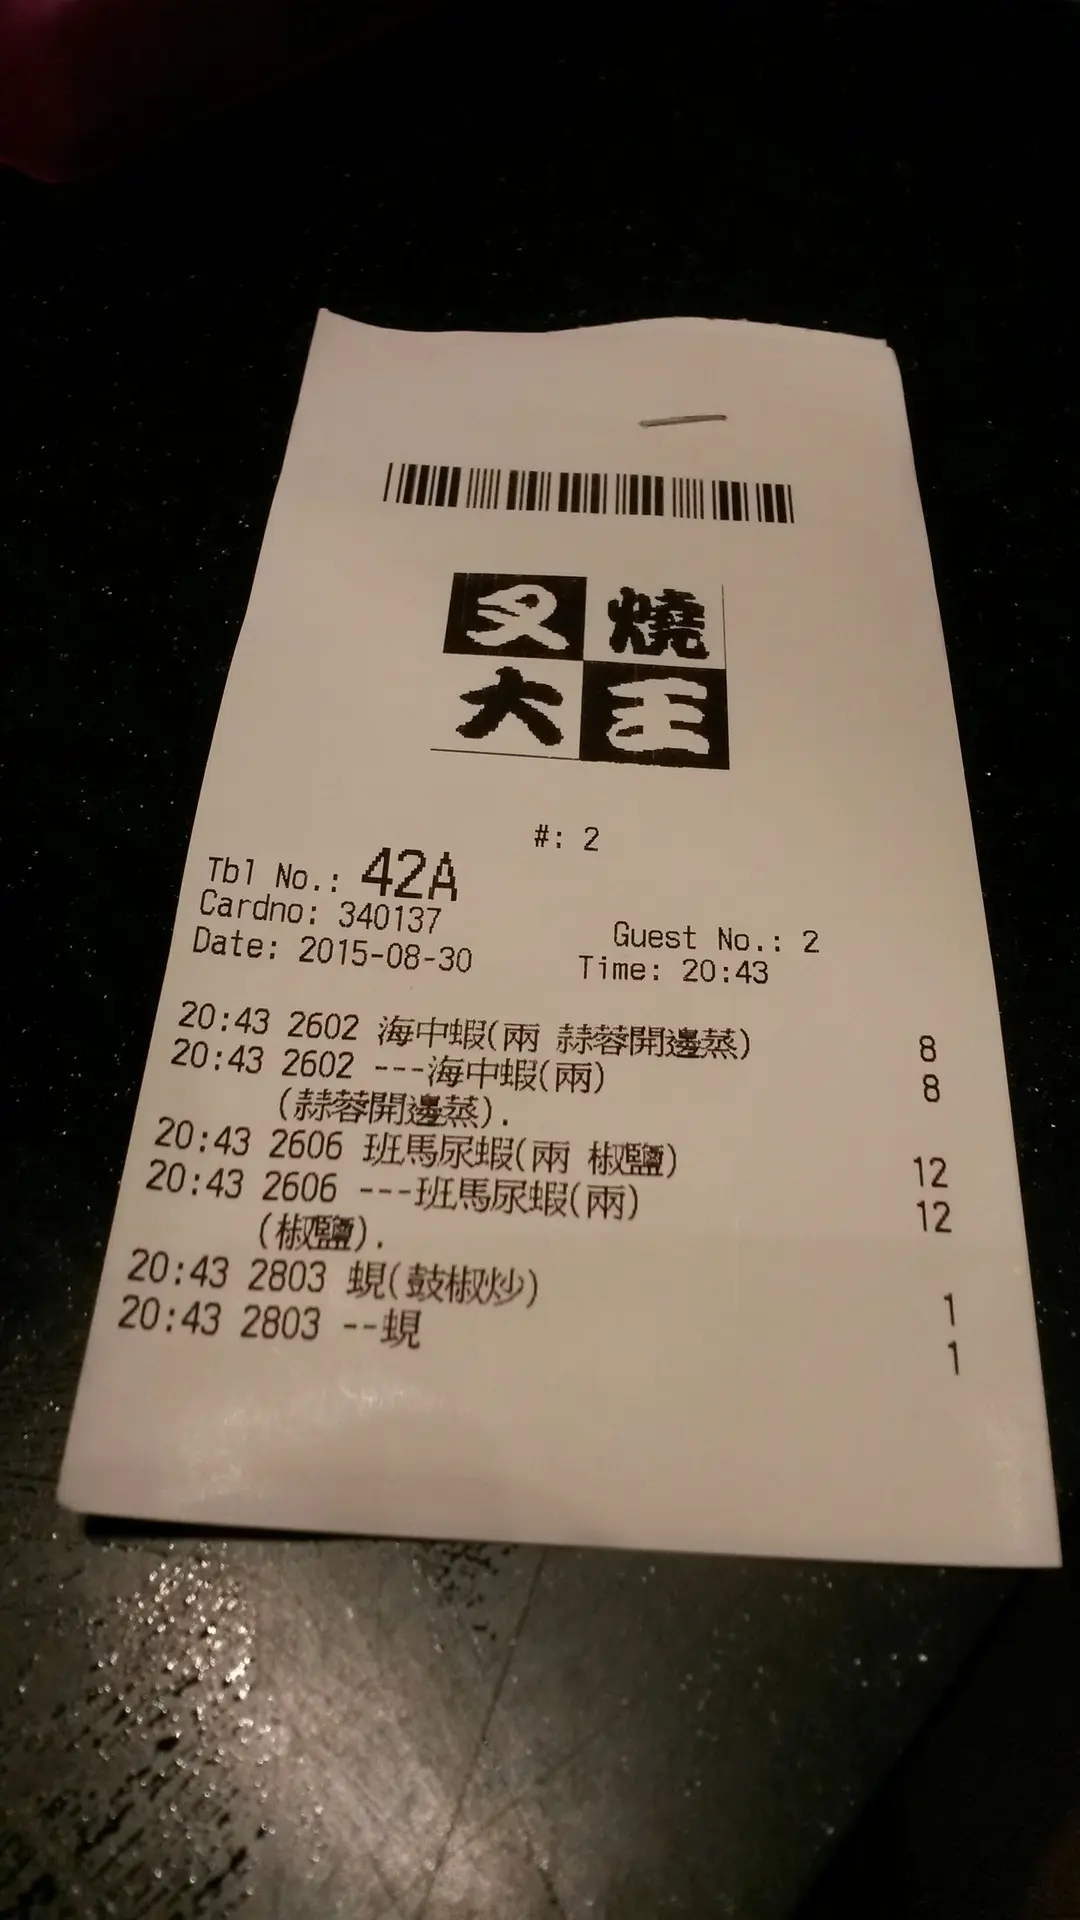 叉燒
大王
#: 2
Tbl No.: 42A
Cardno: 340137 Guest No.: 2
Date: 2015-08-30 Time: 20:43
20:43 2602 海中蝦(兩 蒜蓉開邊蒸) 8
20:43 2602 ---海中蝦(兩) 8
(蒜蓉開邊蒸).
20:43 2606 班馬尿蝦(兩 椒鹽) 12
20:43 2606 ---班馬尿蝦(兩) 12
(椒鹽).
20:43 2803 蜆(鼓椒炒) 1
20:43 2803 --蜆 1